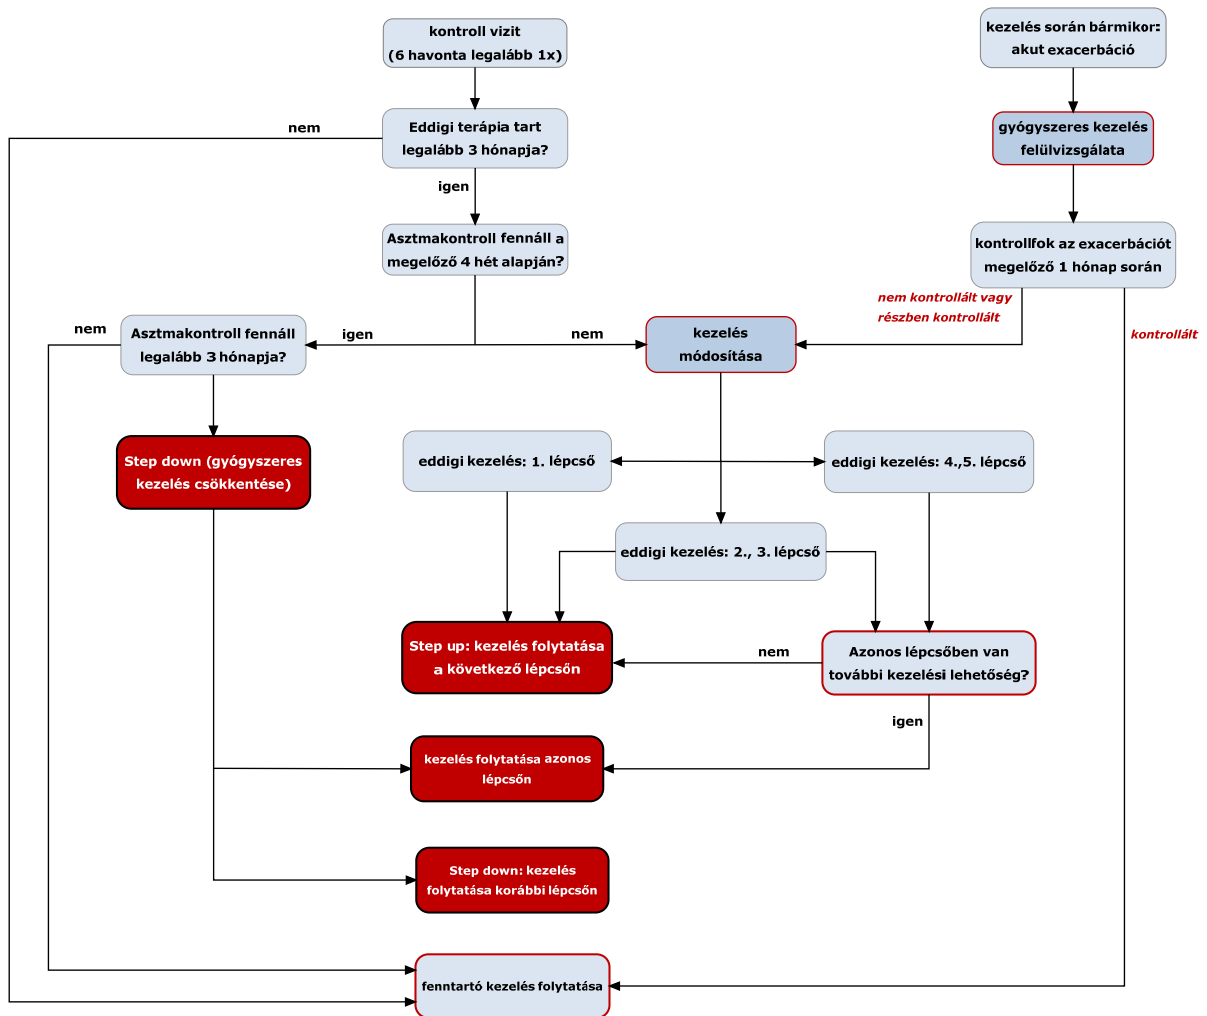 kontroll vizit
(6 havonta legalább 1x)
kezelés során bármikor:
akut exacerbáció
nem
Eddigi terápia tart
legalább 3 hónapja?
gyógyszeres kezelés
felülvizsgálata
igen
Asztmakontroll fennáll a
megelőző 4 hét alapján?
kontrollfok az exacerbációt
megelőző 1 hónap során
nem kontrollált vagy
részben kontrollált
kontrollált
nem
Asztmakontroll fennáll
legalább 3 hónapja?
igen
nem
kezelés
módosítása
Step down (gyógyszeres
kezelés csökkentése)
eddigi kezelés: 1. lépcső
eddigi kezelés: 4.,5. lépcső
eddigi kezelés: 2., 3. lépcső
Step up: kezelés folytatása
a következő lépcsőn
nem
Azonos lépcsőben van
további kezelési lehetőség?
igen
kezelés folytatása azonos
lépcsőn
Step down: kezelés
folytatása korábbi lépcsőn
fenntartó kezelés folytatása